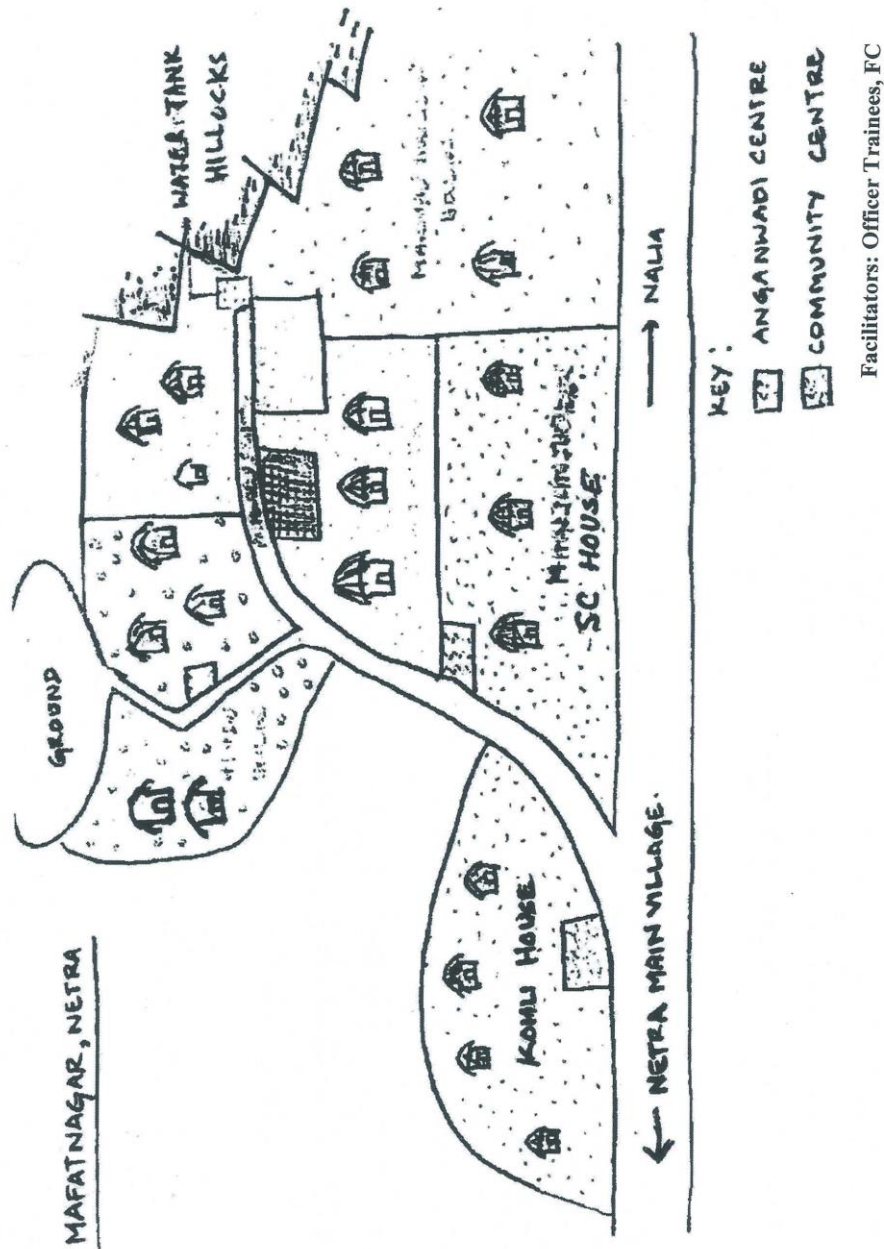 MAFATNAGAR, NETRA
GROUND
WATER TANK
HILLOCKS
KOHLI HOUSE
SC HOUSE
← NETRA MAIN VILLAGE.
→ NALIA
KEY:
ANGANWADI CENTRE
COMMUNITY CENTRE
Facilitators: Officer Trainees, FC